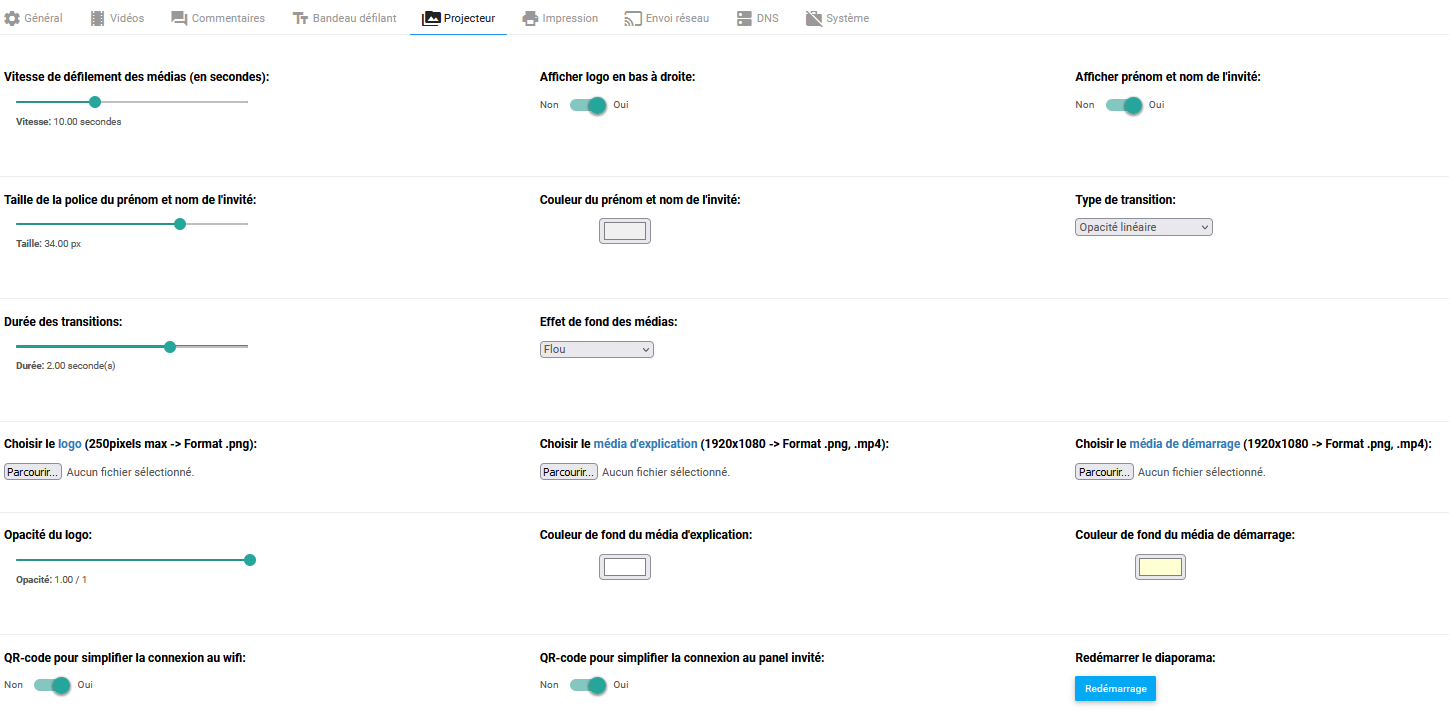 Général Vidéos Commentaires Bandeau défilant Projecteur Impression Envoi réseau DNS Système
Vitesse de défilement des médias (en secondes): Afficher logo en bas à droite: Afficher prénom et nom de l'invité:
Non Oui Non Oui
Vitesse: 10.00 secondes
Taille de la police du prénom et nom de l'invité: Couleur du prénom et nom de l'invité: Type de transition:
Opacité linéaire
Taille: 34.00 px
Durée des transitions: Effet de fond des médias:
Flou
Durée: 2.00 seconde(s)
Choisir le logo (250pixels max -> Format .png): Choisir le média d'explication (1920x1080 -> Format .png, .mp4): Choisir le média de démarrage (1920x1080 -> Format .png, .mp4):
Parcourir... Aucun fichier sélectionné. Parcourir... Aucun fichier sélectionné. Parcourir... Aucun fichier sélectionné.
Opacité du logo: Couleur de fond du média d'explication: Couleur de fond du média de démarrage:
Opacité: 1.00 / 1
QR-code pour simplifier la connexion au wifi: QR-code pour simplifier la connexion au panel invité: Redémarrer le diaporama:
Non Oui Non Oui Redémarrage